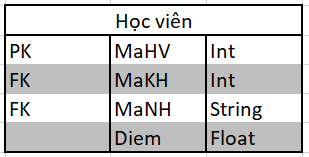 Học viên
PK MaHV Int
FK MaKH Int
FK MaNH String
Diem Float